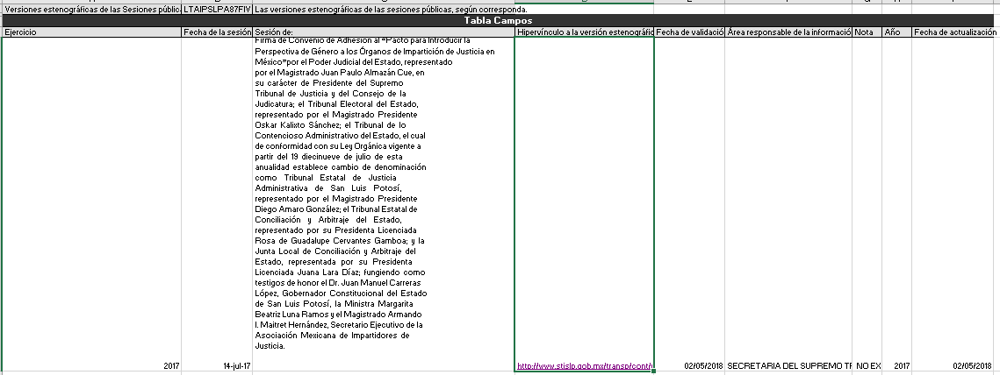 Versiones estenográficas de las Sesiones públic LTAIPSLPA87FIV Las versiones estenográficas de las sesiones públicas, según corresponda.
Tabla Campos
Ejercicio Fecha de la sesión Sesión de: Hipervínculo a la versión estenográfic Fecha de validació Área responsable de la informació Nota Año Fecha de actualización
Firma de Convenio de Adhesión al "Pacto para Introducir la
Perspectiva de Género a los Órganos de Impartición de Justicia en
México"por el Poder Judicial del Estado, representado
por el Magistrado Juan Paulo Almazán Cue, en
su carácter de Presidente del Supremo
Tribunal de Justicia y del Consejo de la
Judicatura; el Tribunal Electoral del Estado,
representado por el Magistrado Presidente
Oskar Kalixto Sánchez; el Tribunal de lo
Contencioso Administrativo del Estado, el cual
de conformidad con su Ley Orgánica vigente a
partir del 19 diecinueve de julio de esta
anualidad establece cambio de denominación
como Tribunal Estatal de Justicia
Administrativa de San Luis Potosí,
representado por el Magistrado Presidente
Diego Amaro González; el Tribunal Estatal de
Conciliación y Arbitraje del Estado,
representado por su Presidenta Licenciada
Rosa de Guadalupe Cervantes Gamboa; y la
Junta Local de Conciliación y Arbitraje del
Estado, representada por su Presidenta
Licenciada Juana Lara Díaz; fungiendo como
testigos de honor el Dr. Juan Manuel Carreras
López, Gobernador Constitucional del Estado
de San Luis Potosí, la Ministra Margarita
Beatriz Luna Ramos y el Magistrado Armando
I. Maitret Hernández, Secretario Ejecutivo de la
Asociación Mexicana de Impartidores de
Justicia.
2017 14-jul-17 http://www.stjslp.gob.mx/transp/cont/ 02/05/2018 SECRETARIA DEL SUPREMO NO EX 2017 02/05/2018